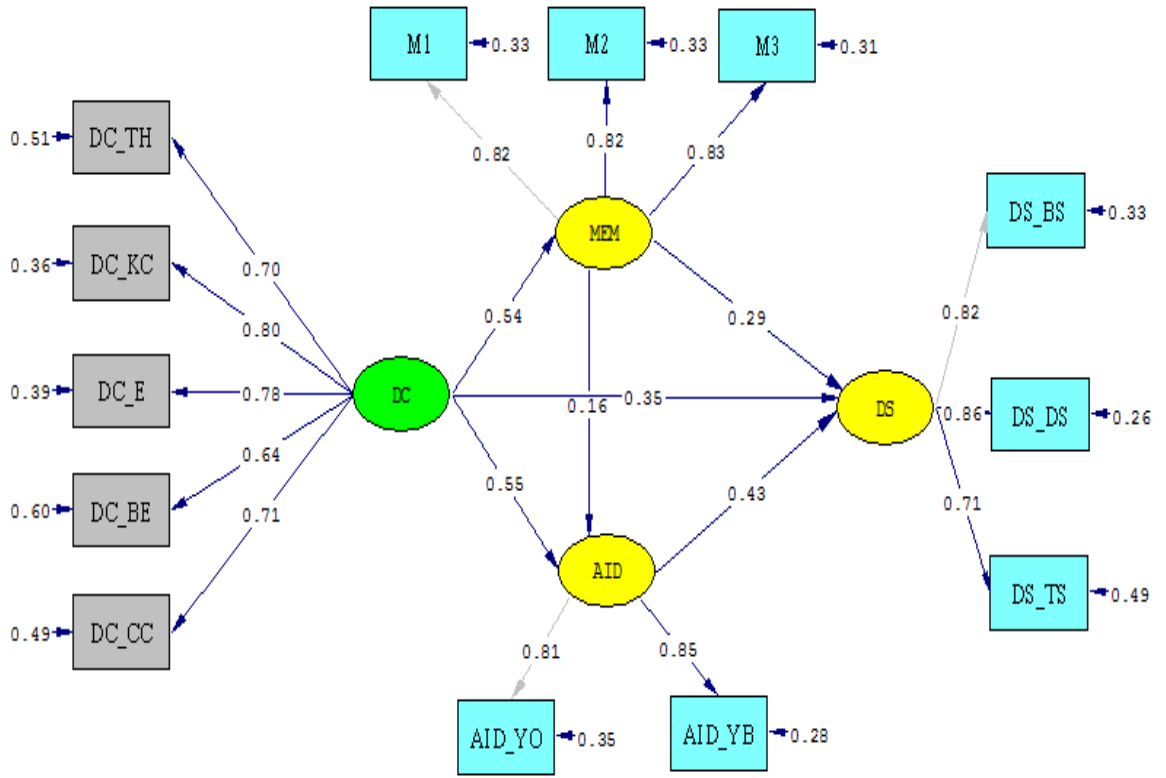 M1
0.33
M2
0.33
M3
0.31
0.51
DC_TH
0.82
0.82
0.83
DS_BS
0.33
MEM
0.36
DC_KC
0.70
0.54
0.29
0.82
0.80
0.39
DC_E
0.78
DC
0.16
0.35
DS
0.86
DS_DS
0.26
0.64
0.55
0.43
0.71
0.60
DC_BE
0.71
AID
DS_TS
0.49
0.49
DC_CC
0.81
0.85
AID_YO
0.35
AID_YB
0.28